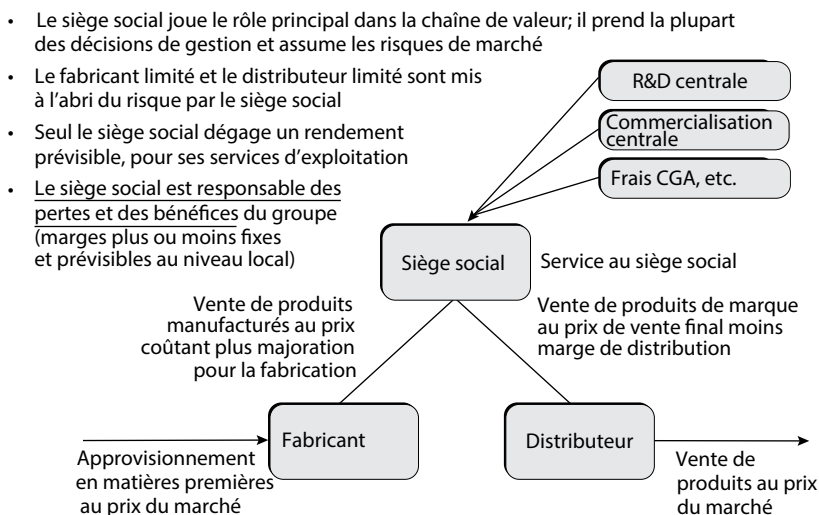 • Le siège social joue le rôle principal dans la chaîne de valeur; il prend la plupart
des décisions de gestion et assume les risques de marché
• Le fabricant limité et le distributeur limité sont mis
à l'abri du risque par le siège social
• Seul le siège social dégage un rendement
prévisible, pour ses services d'exploitation
• Le siège social est responsable des
pertes et des bénéfices du groupe
(marges plus ou moins fixes
et prévisibles au niveau local)
R&D centrale
Commercialisation
centrale
Frais CGA, etc.
Siège social
Service au siège social
Vente de produits
manufacturés au prix
coûtant plus majoration
pour la fabrication
Vente de produits de marque
au prix de vente final moins
marge de distribution
Fabricant
Distributeur
Approvisionnement
en matières premières
au prix du marché
Vente de
produits au prix
du marché